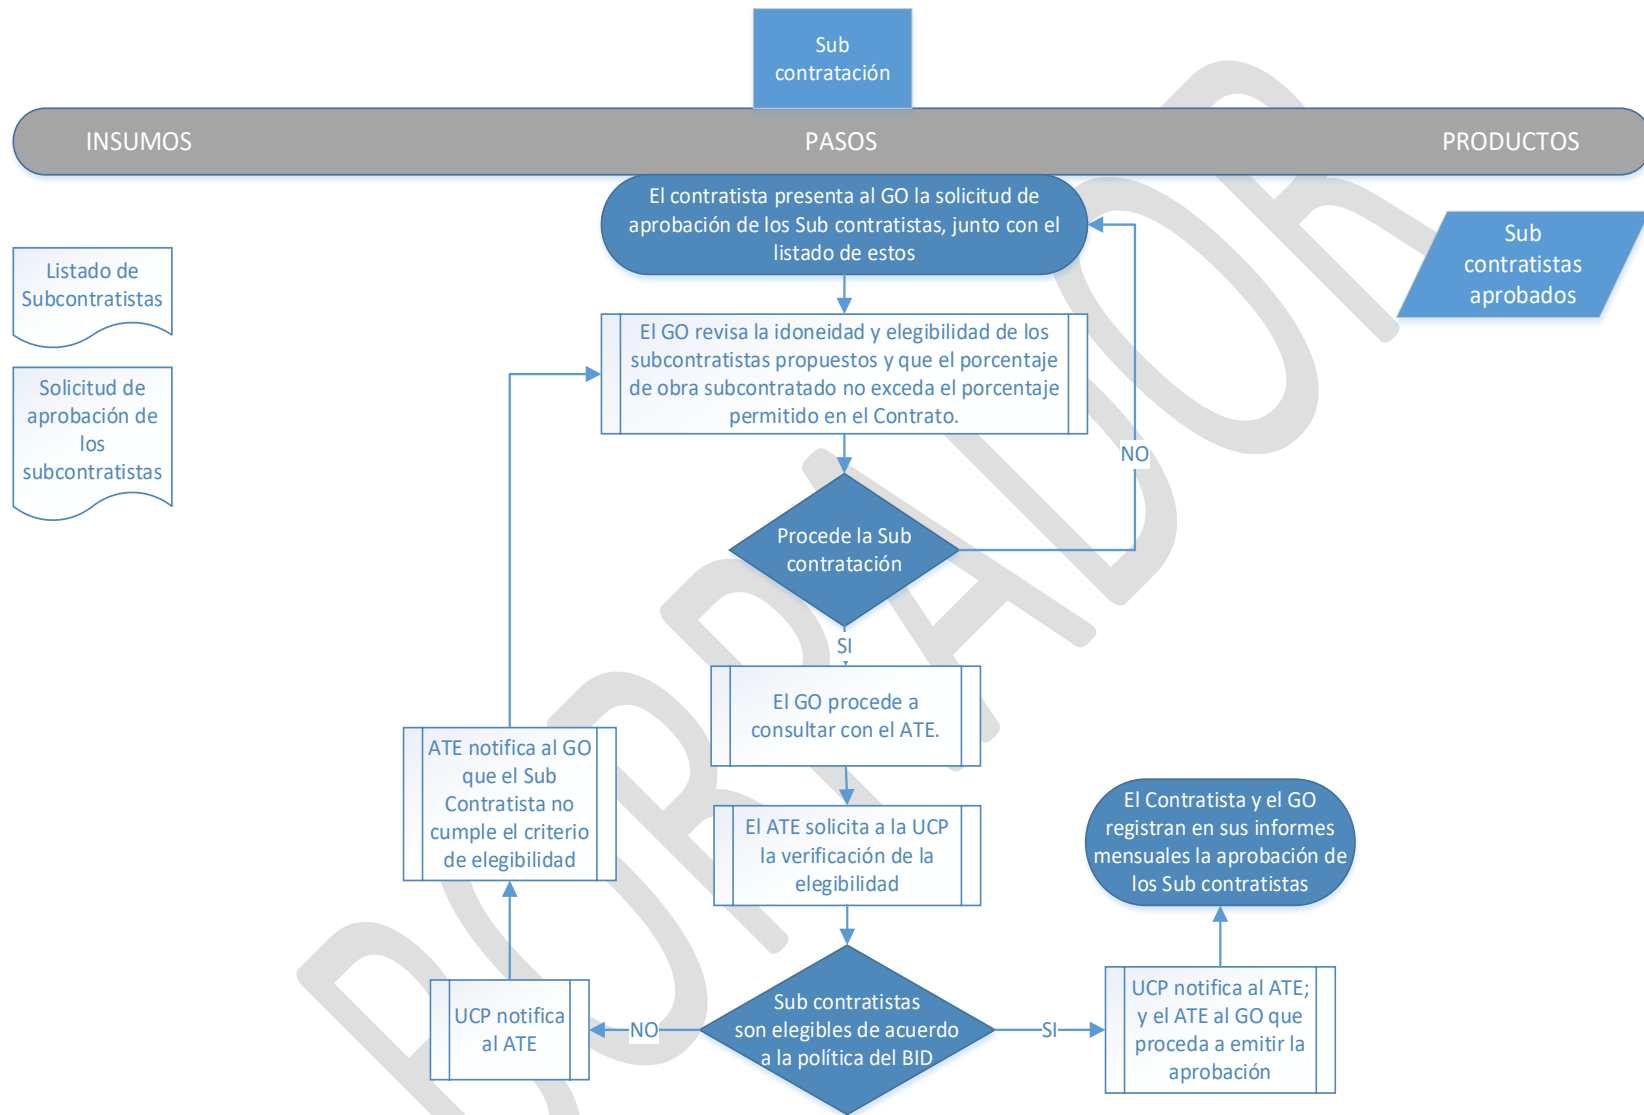 Sub
contratación
INSUMOS
PASOS
PRODUCTOS
El contratista presenta al GO la solicitud de
aprobación de los Sub contratistas, junto con el
listado de estos
Listado de
Subcontratistas
Solicitud de
aprobación de
los
subcontratistas
Sub
contratistas
aprobados
El GO revisa la idoneidad y elegibilidad de los
subcontratistas propuestos y que el porcentaje
de obra subcontratado no exceda el porcentaje
permitido en el Contrato.
NO
Procede la Sub
contratación
SI
El GO procede a
consultar con el ATE.
ATE notifica al GO
que el Sub
Contratista no
cumple el criterio
de elegibilidad
El ATE solicita a la UCP
la verificación de la
elegibilidad
El Contratista y el GO
registran en sus informes
mensuales la aprobación de
los Sub contratistas
UCP notifica
al ATE
NO
Sub contratistas
son elegibles de acuerdo
a la política del BID
SI
UCP notifica al ATE;
y el ATE al GO que
proceda a emitir la
aprobación
BORRADOR